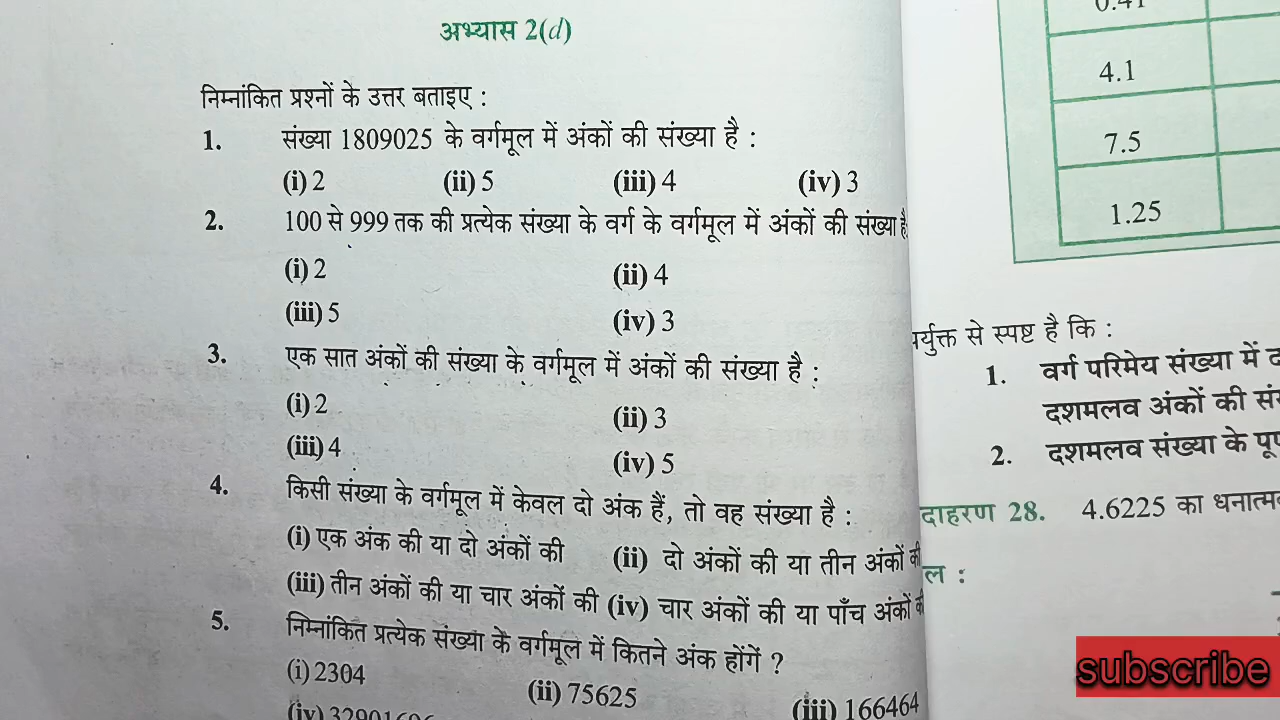 अभ्यास 2(d)
निम्नांकित प्रश्नों के उत्तर बताइए :
1. संख्या 1809025 के वर्गमूल में अंकों की संख्या है :
(i) 2 (ii) 5 (iii) 4 (iv) 3
2. 100 से 999 तक की प्रत्येक संख्या के वर्ग के वर्गमूल में अंकों की संख्या है
(i) 2 (ii) 4
(iii) 5 (iv) 3
3. एक सात अंकों की संख्या के वर्गमूल में अंकों की संख्या है :
(i) 2 (ii) 3
(iii) 4 (iv) 5
4. किसी संख्या के वर्गमूल में केवल दो अंक हैं, तो वह संख्या है :
(i) एक अंक की या दो अंकों की (ii) दो अंकों की या तीन अंकों की
(iii) तीन अंकों की या चार अंकों की (iv) चार अंकों की या पाँच अंकों की
5. निम्नांकित प्रत्येक संख्या के वर्गमूल में कितने अंक होंगें ?
(i) 2304 (ii) 75625 (iii) 166464
(iv)
0.41
4.1
7.5
1.25
से स्पष्ट है कि :
1. वर्ग परिमेय संख्या में
दशमलव अंकों की
2. दशमलव संख्या के
28. 4.6225 का
subscribe